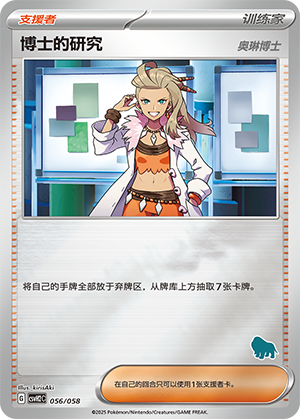 支援者
训练家
博士的研究
奥琳博士
将自己的手牌全部放于弃牌区，从牌库上方抽取7张卡牌。
Illus. kirisAki
G CSVH2C 056/058
在自己的回合只可以使用1张支援者卡。
©2025 Pokémon/Nintendo/Creatures/GAME FREAK.